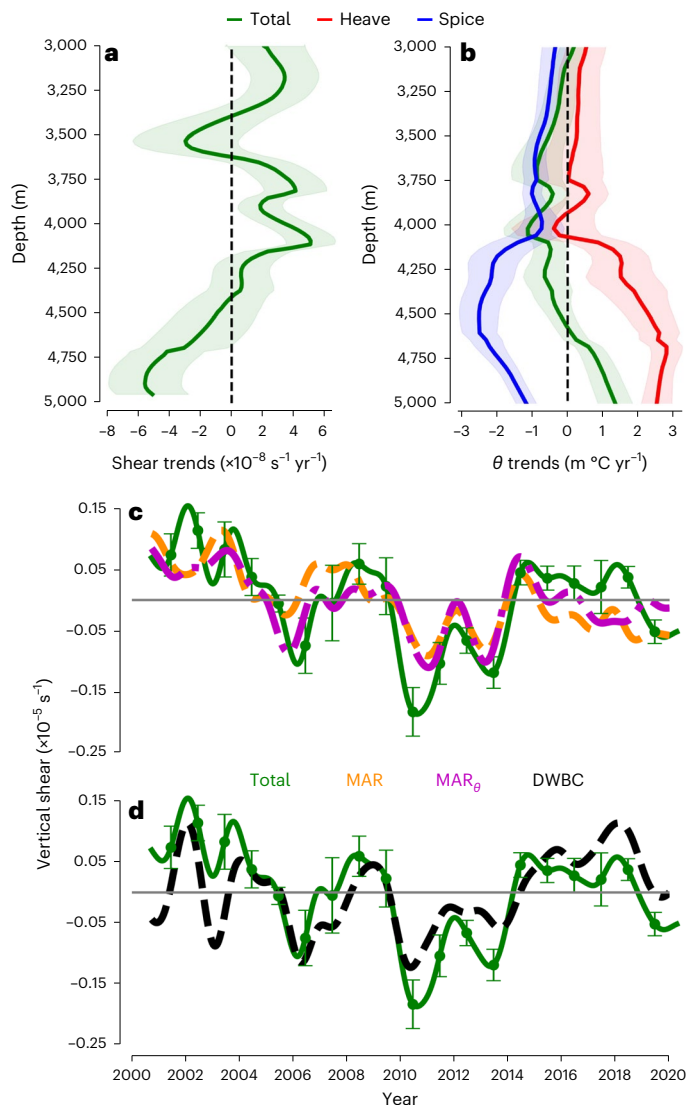 Total Heave Spice
a
3,000
3,250
3,500
3,750
4,000
4,250
4,500
4,750
5,000
Depth (m)
–8 –6 –4 –2 0 2 4 6
Shear trends (×10⁻⁸ s⁻¹ yr⁻¹)
b
3,000
3,250
3,500
3,750
4,000
4,250
4,500
4,750
5,000
Depth (m)
–3 –2 –1 0 1 2 3
θ trends (m °C yr⁻¹)
c
0.15
0.05
–0.05
–0.15
–0.25
Vertical shear (×10⁻⁵ s⁻¹)
Total MAR MARθ DWBC
d
0.15
0.05
–0.05
–0.15
–0.25
2000 2002 2004 2006 2008 2010 2012 2014 2016 2018 2020
Year